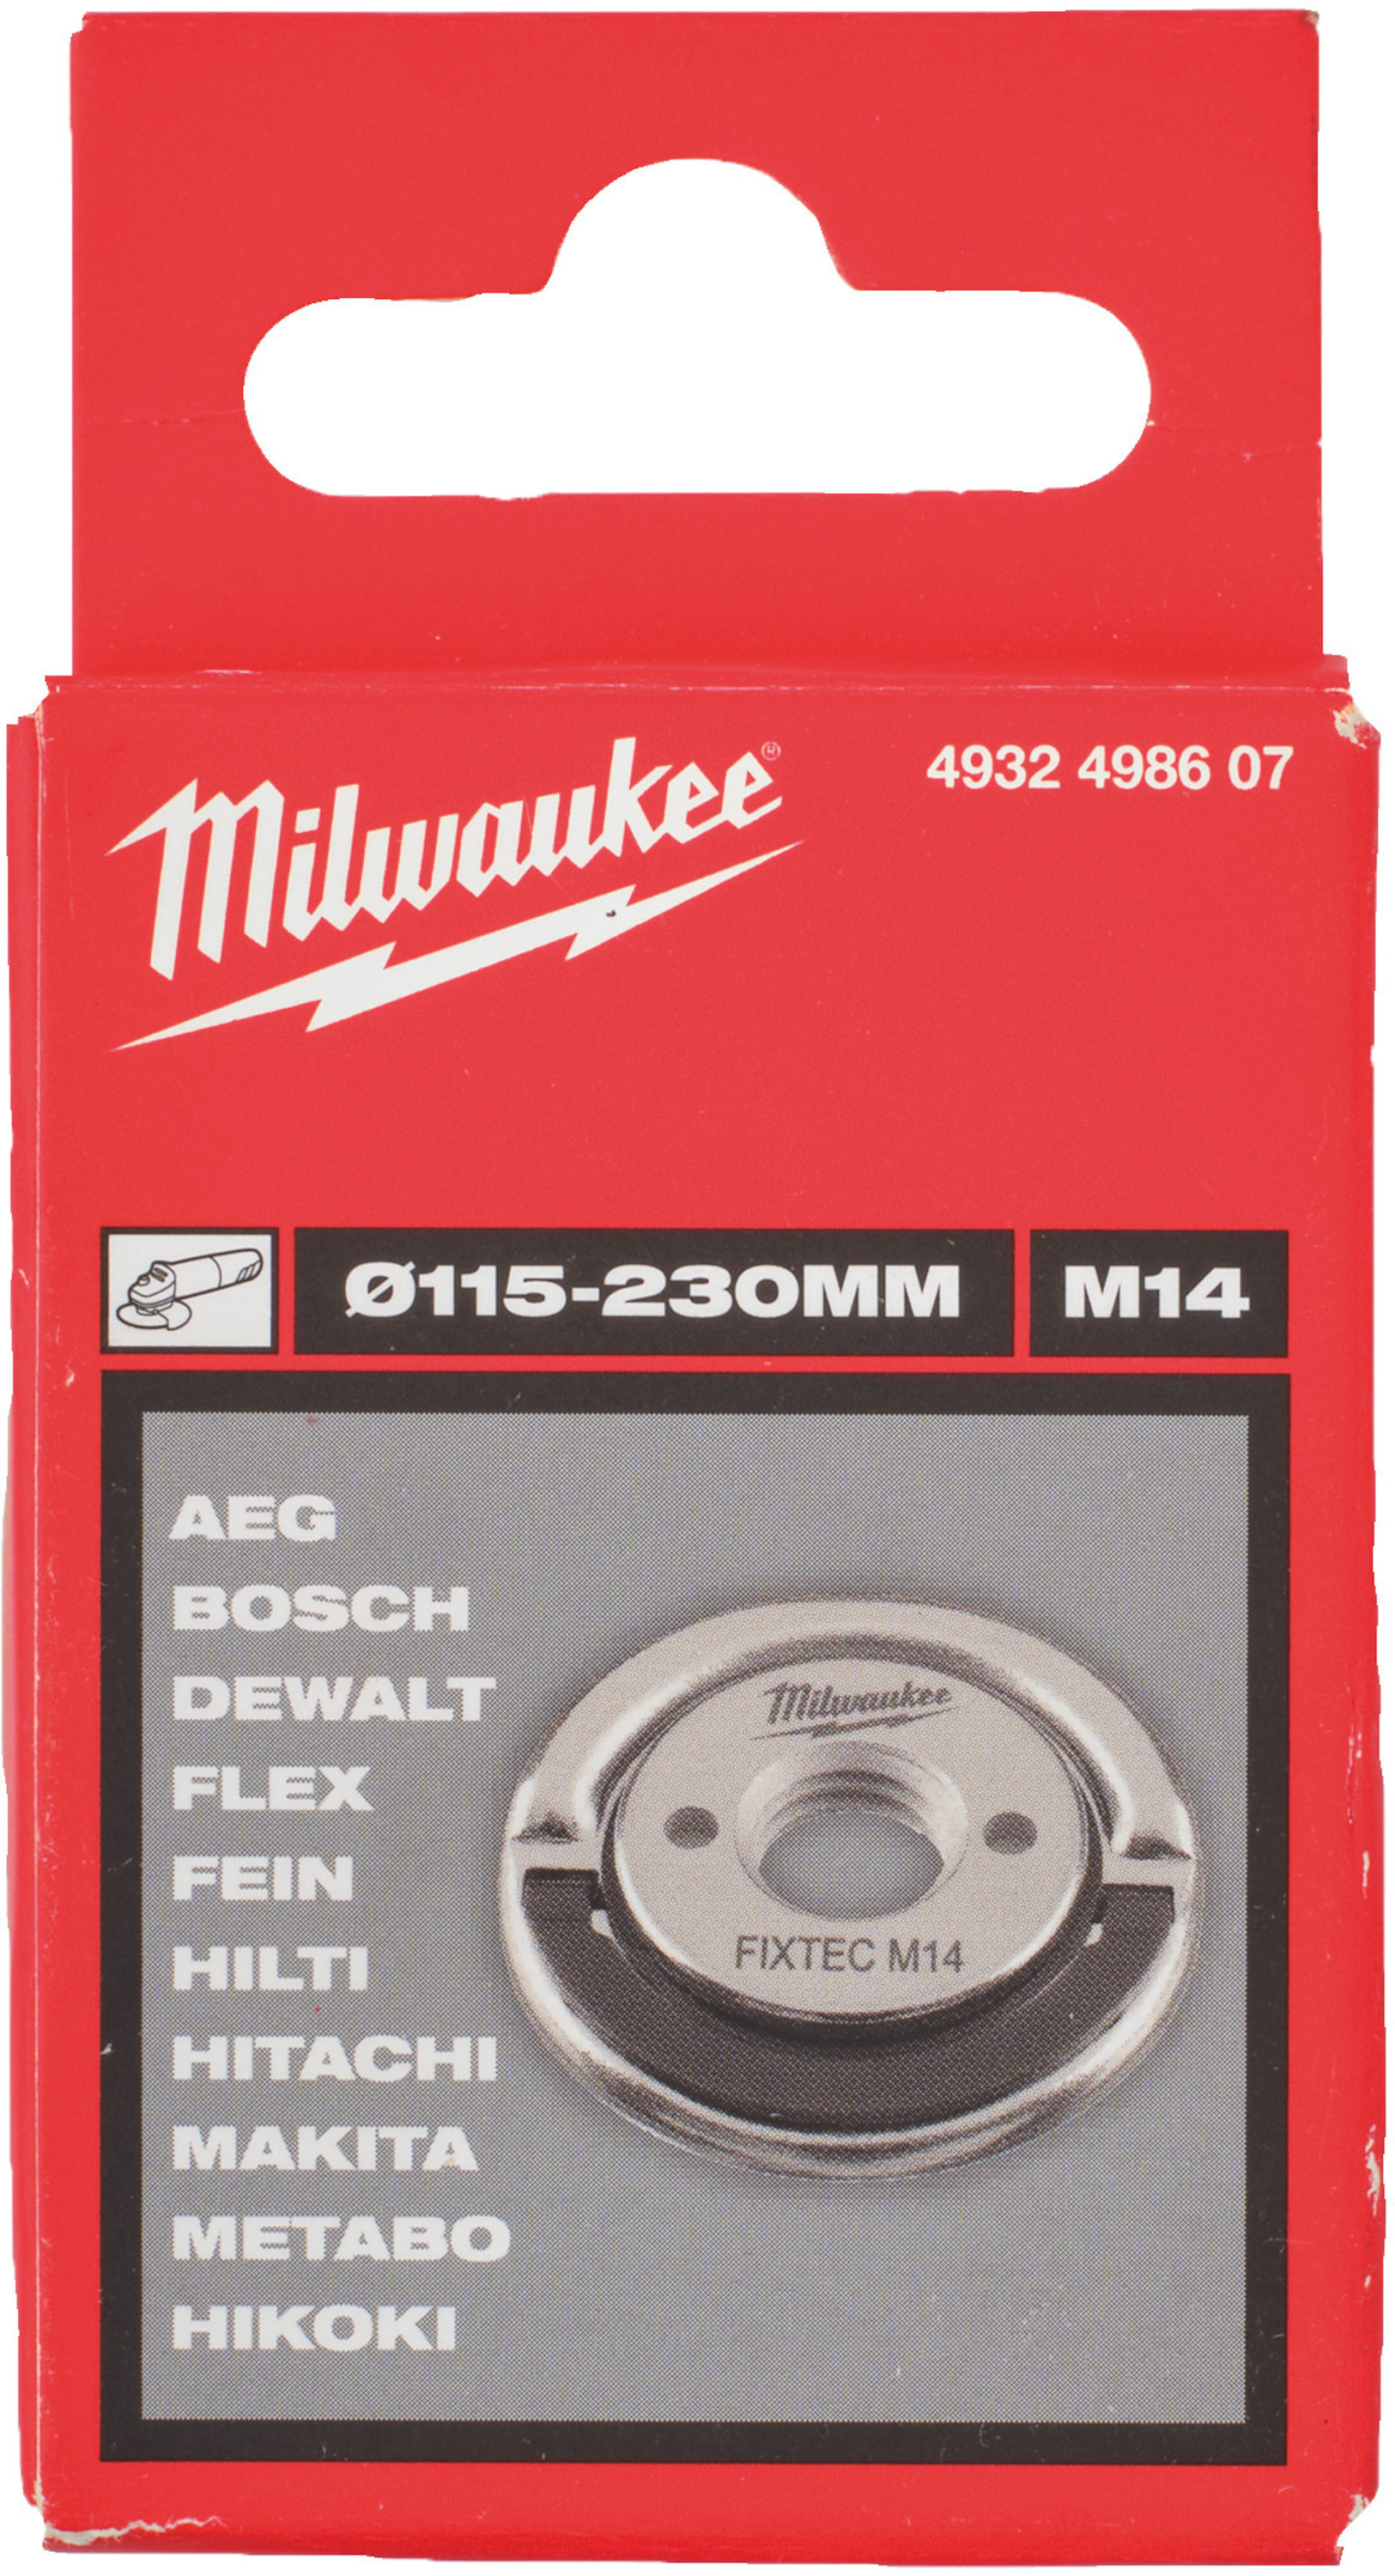 Milwaukee®
4932 4986 07
Ø115-230MM
M14
AEG
BOSCH
DEWALT
FLEX
FEIN
HILTI
HITACHI
MAKITA
METABO
HIKOKI
Milwaukee
FIXTEC M14